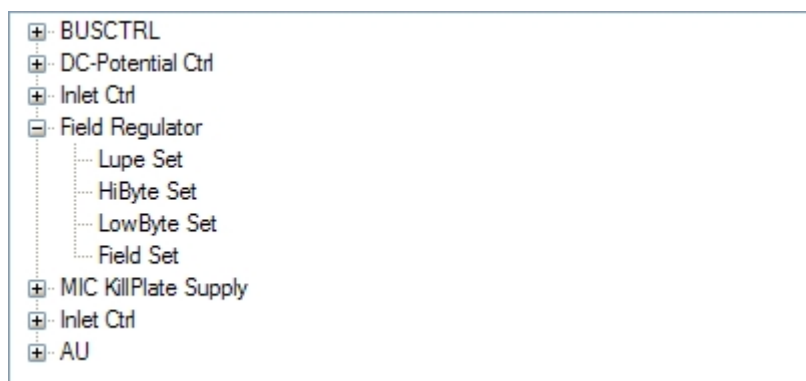 BUSCTRL
DC-Potential Ctrl
Inlet Ctrl
Field Regulator
Lupe Set
HiByte Set
LowByte Set
Field Set
MIC KillPlate Supply
Inlet Ctrl
AU